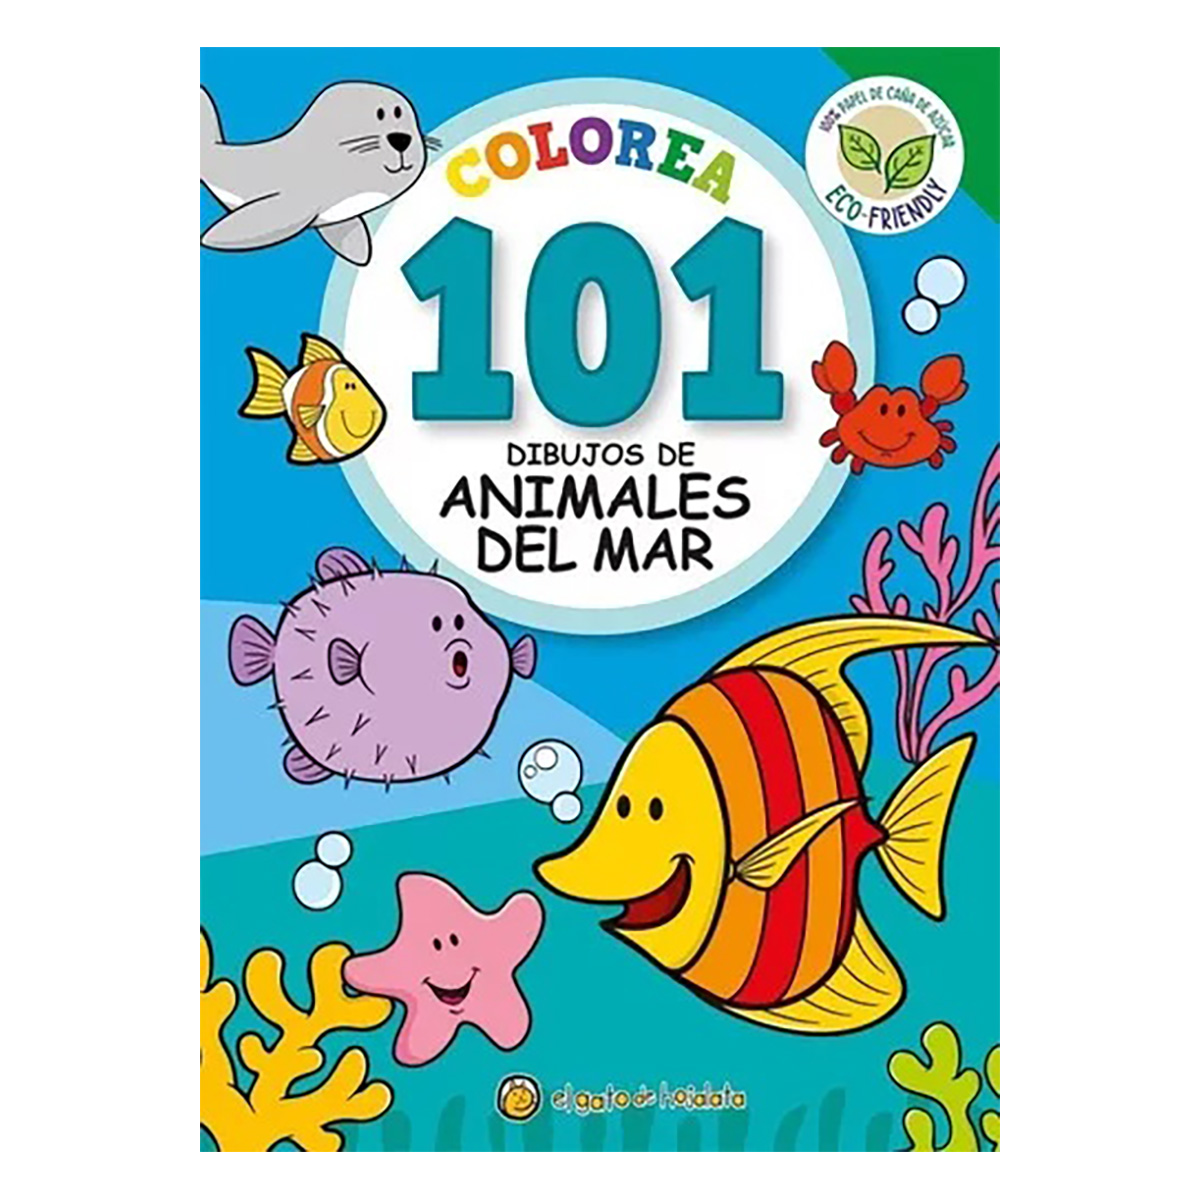 COLOREA
101
DIBUJOS DE
ANIMALES
DEL MAR
100% PAPEL DE CAÑA DE AZÚCAR
ECO-FRIENDLY
el gato de hojalata